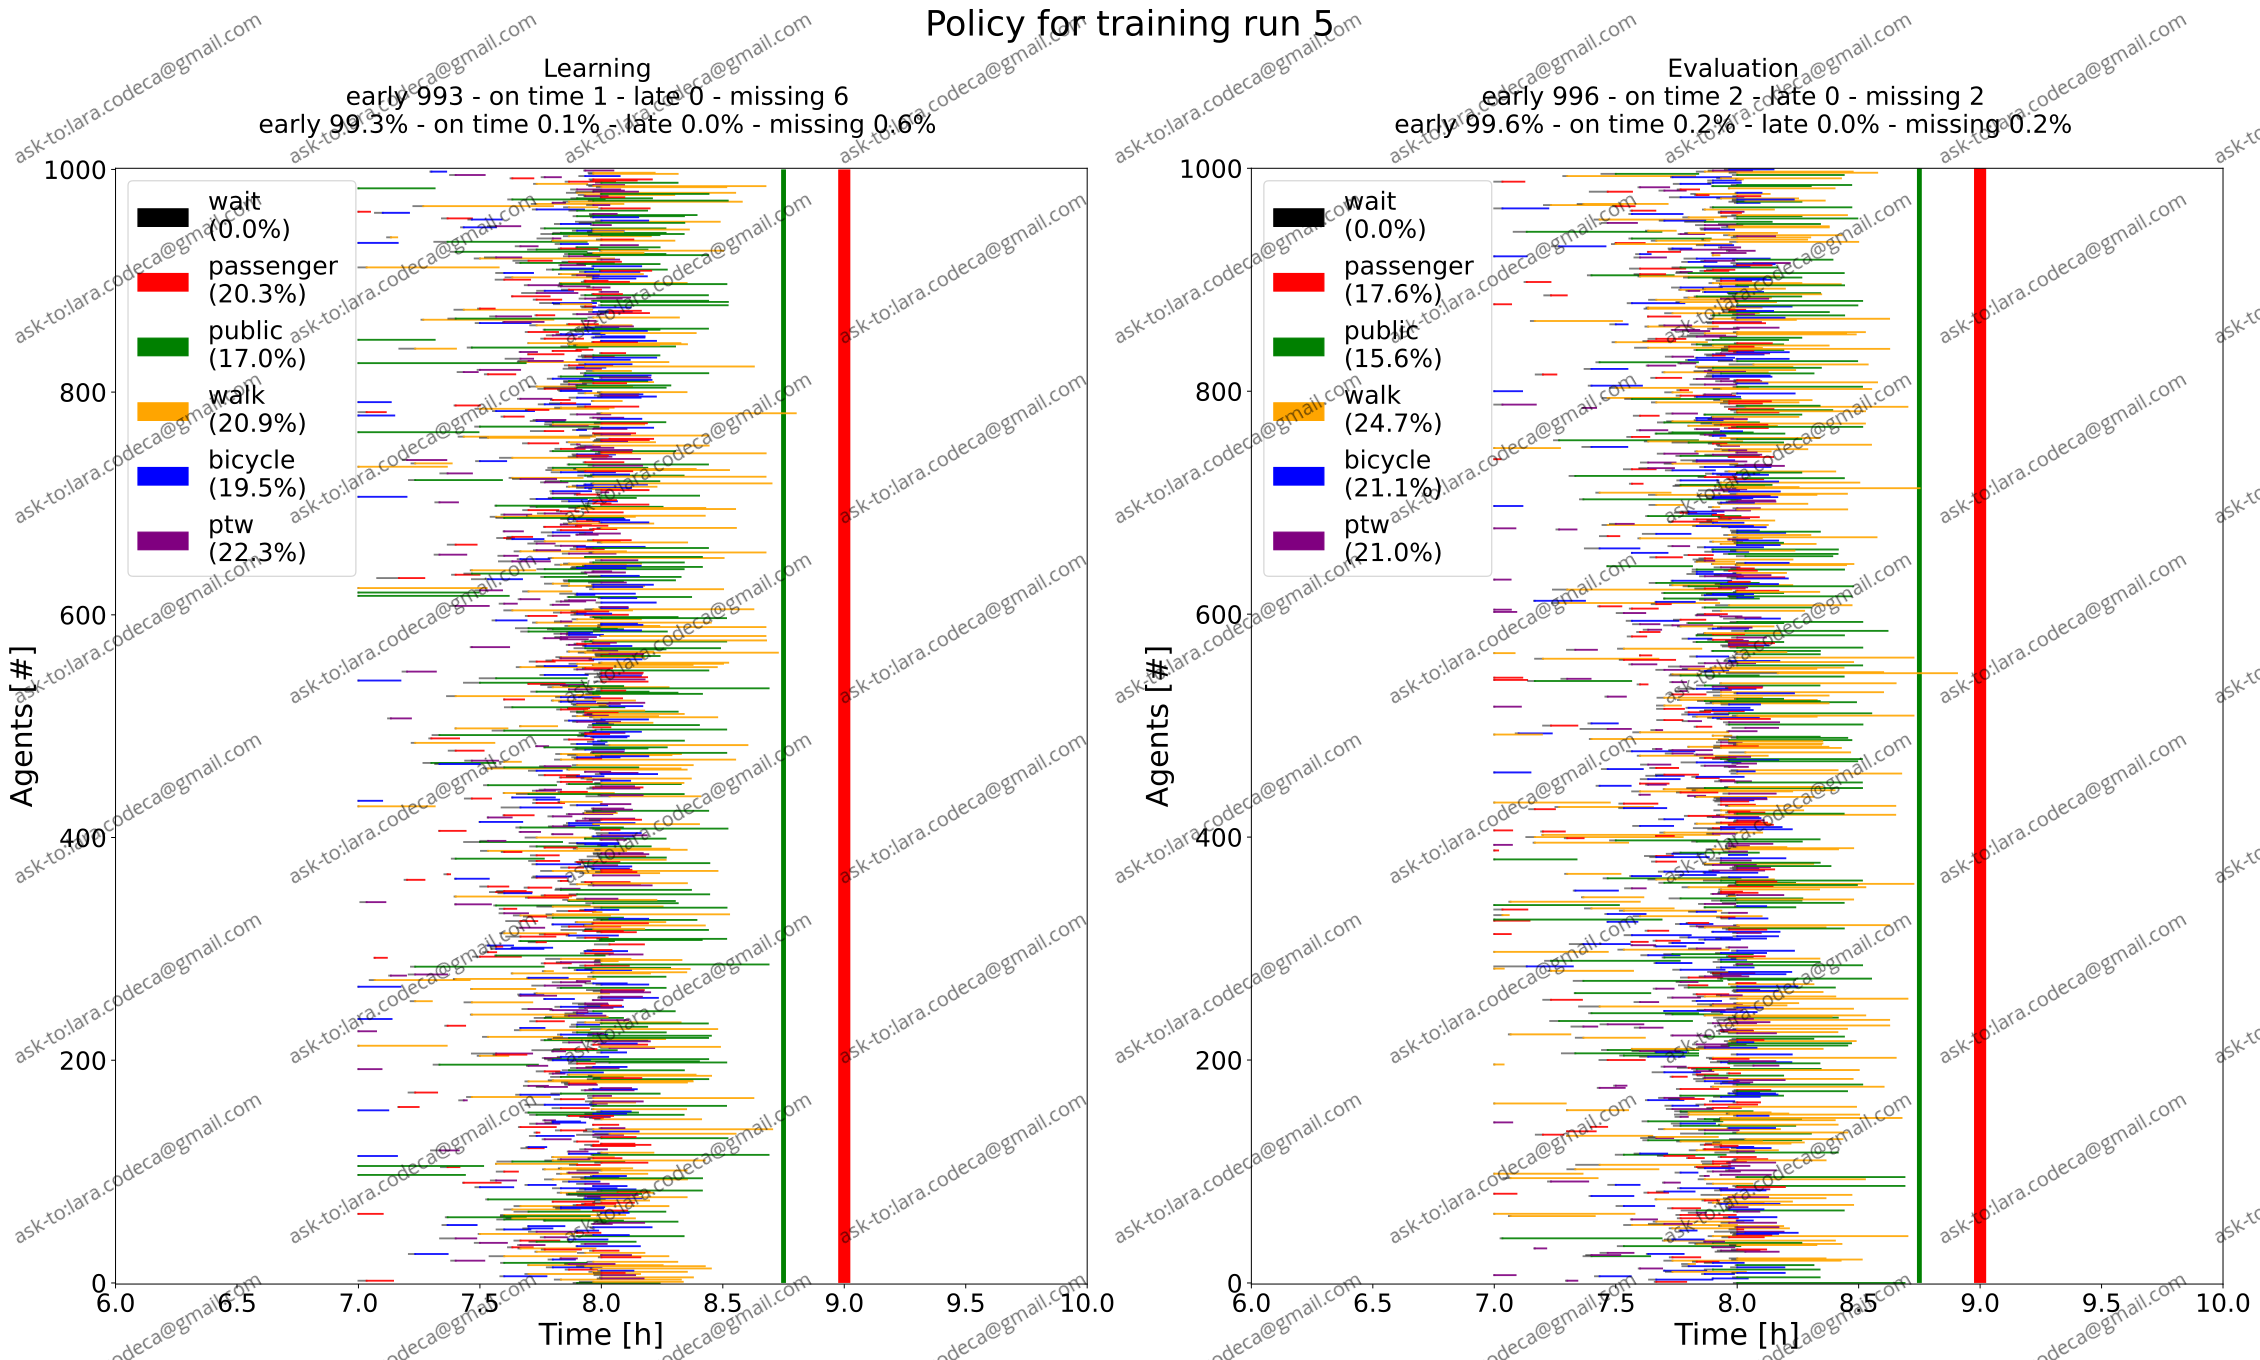 Policy for training run 5
Learning
early 993 - on time 1 - late 0 - missing 6
early 99.3% - on time 0.1% - late 0.0% - missing 0.6%
1000
800
600
400
200
0
Agents [#]
wait
(0.0%)
passenger
(20.3%)
public
(17.0%)
walk
(20.9%)
bicycle
(19.5%)
ptw
(22.3%)
6.0 6.5 7.0 7.5 8.0 8.5 9.0 9.5 10.0
Time [h]
Evaluation
early 996 - on time 2 - late 0 - missing 2
early 99.6% - on time 0.2% - late 0.0% - missing 0.2%
1000
800
600
400
200
0
Agents [#]
wait
(0.0%)
passenger
(17.6%)
public
(15.6%)
walk
(24.7%)
bicycle
(21.1%)
ptw
(21.0%)
6.0 6.5 7.0 7.5 8.0 8.5 9.0 9.5 10.0
Time [h]
ask-to:lara.codeca@gmail.com